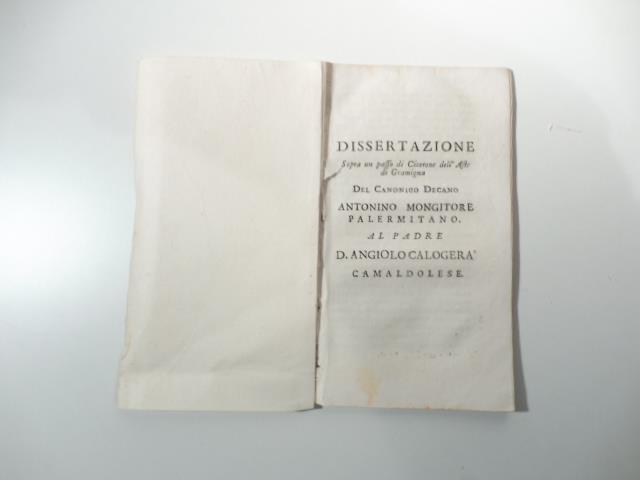 DISSERTAZIONE
Sopra un passo di Cicerone dell' Aste
di Gramigna
DEL CANONICO DECANO
ANTONINO MONGITORE
PALERMITANO.
AL PADRE
D. ANGIOLO CALOGERA'
CAMALDOLESE.